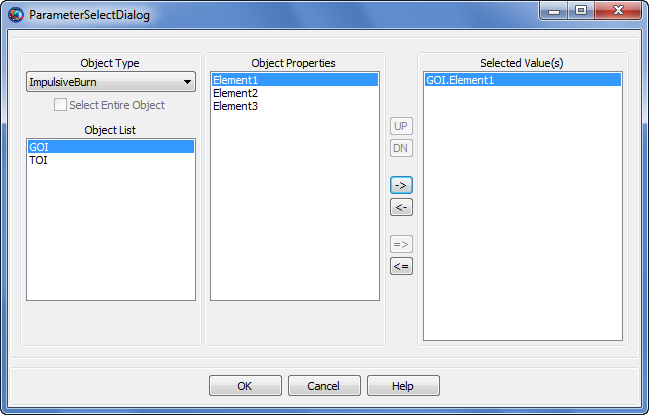 ParameterSelectDialog
Object Type
ImpulsiveBurn
Select Entire Object
Object List
GOI
TOI
Object Properties
Element1
Element2
Element3
UP
DN
->
<-
=>
<=
Selected Value(s)
GOI.Element1
OK
Cancel
Help